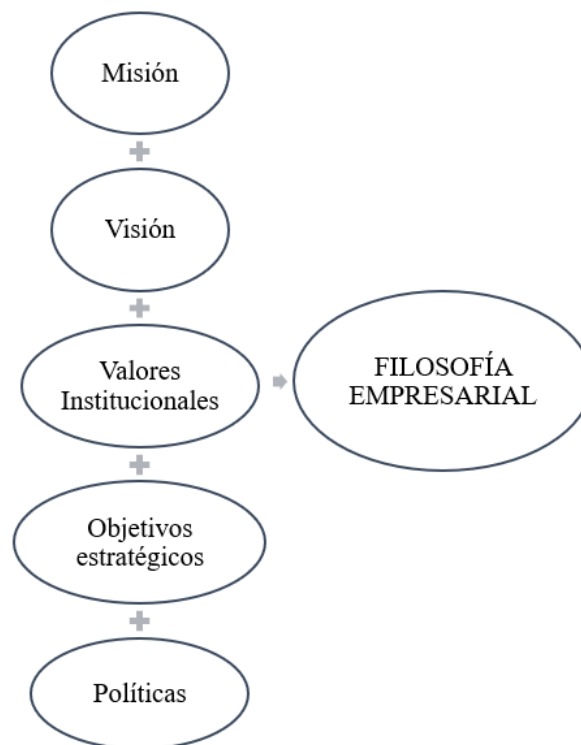 Misión
Visión
Valores
Institucionales
FILOSOFÍA
EMPRESARIAL
Objetivos
estratégicos
Políticas